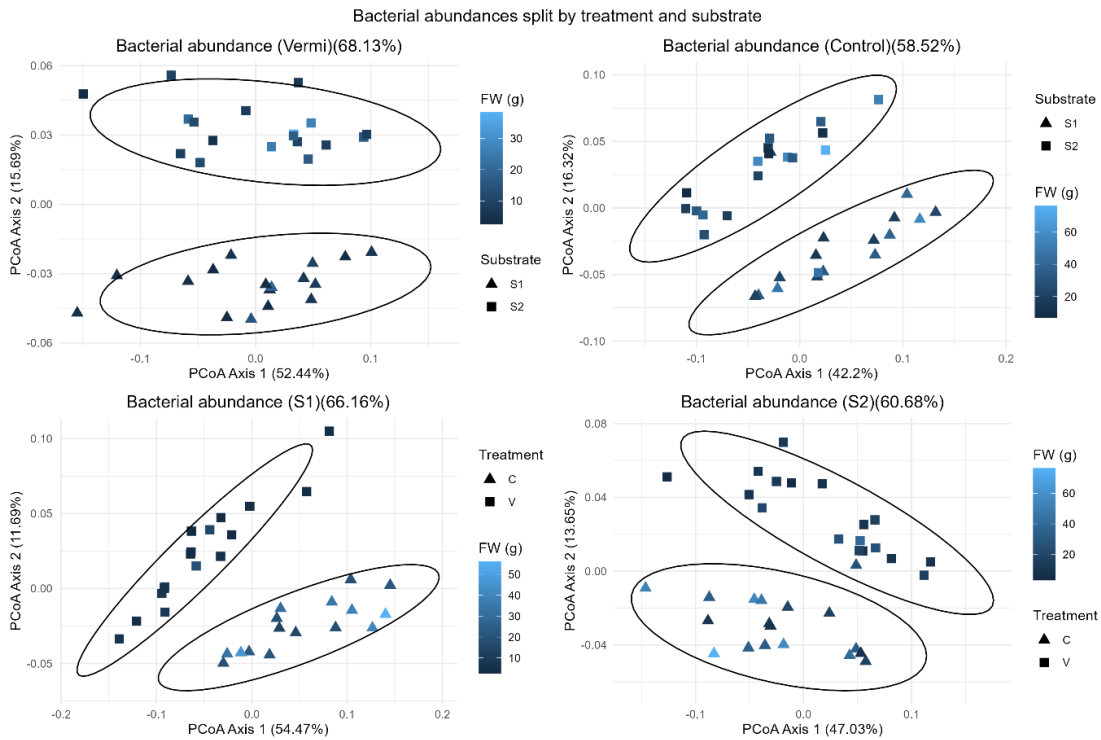 Bacterial abundances split by treatment and substrate
Bacterial abundance (Vermi)(68.13%)
PCoA Axis 2 (15.69%)
0.06
0.03
0.00
-0.03
-0.06
-0.1
0.0
0.1
PCoA Axis 1 (52.44%)
FW (g)
30
20
10
Substrate
S1
S2
Bacterial abundance (Control)(58.52%)
PCoA Axis 2 (16.32%)
0.10
0.05
0.00
-0.05
-0.10
-0.1
0.0
0.1
0.2
PCoA Axis 1 (42.2%)
Substrate
S1
S2
FW (g)
60
40
20
Bacterial abundance (S1)(66.16%)
PCoA Axis 2 (11.69%)
0.10
0.05
0.00
-0.05
-0.2
-0.1
0.0
0.1
0.2
PCoA Axis 1 (54.47%)
Treatment
C
V
FW (g)
50
40
30
20
10
Bacterial abundance (S2)(60.68%)
PCoA Axis 2 (13.65%)
0.08
0.04
0.00
-0.04
-0.1
0.0
0.1
PCoA Axis 1 (47.03%)
FW (g)
60
40
20
Treatment
C
V